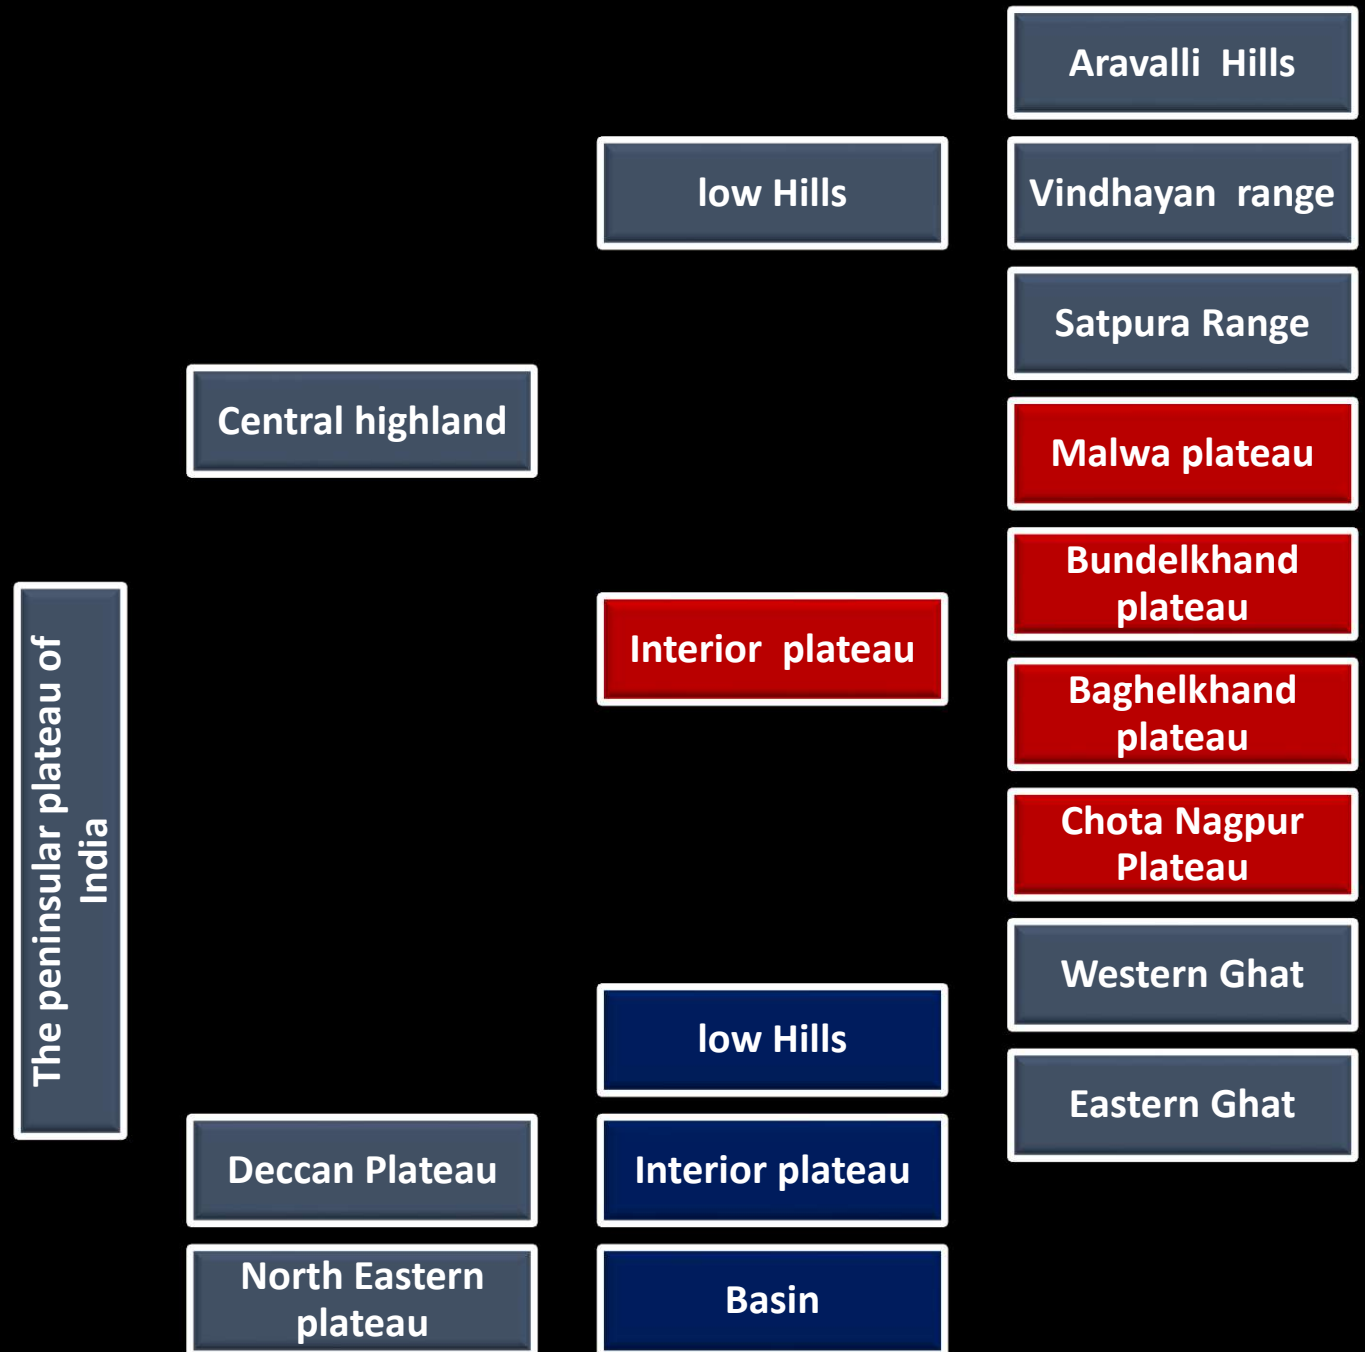 The peninsular plateau of
India
Central highland
low Hills
Aravalli Hills
Vindhayan range
Satpura Range
Interior plateau
Malwa plateau
Bundelkhand
plateau
Baghelkhand
plateau
Chota Nagpur
Plateau
Deccan Plateau
low Hills
Western Ghat
Eastern Ghat
Interior plateau
Basin
North Eastern
plateau